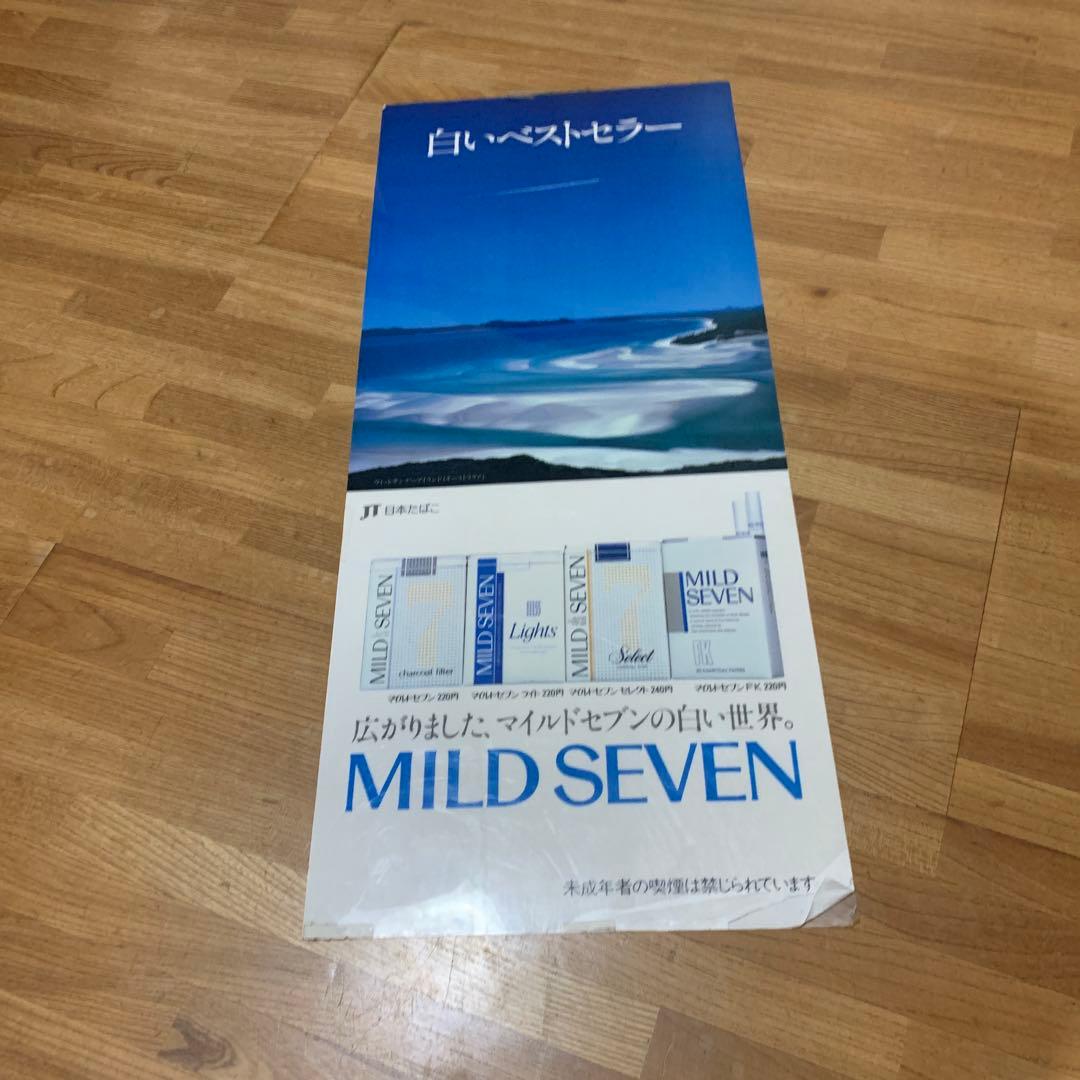 白いベストセラー
JT 日本たばこ
MILD SEVEN
charcoal filter
MILD SEVEN
Lights
MILD SEVEN
Select
MILD
SEVEN
FK
マイルドセブン 220円
マイルドセブン ライト 220円
マイルドセブン セレクト 240円
マイルドセブン FK 220円
広がりました、マイルドセブンの白い世界。
MILD SEVEN
未成年者の喫煙は禁じられています